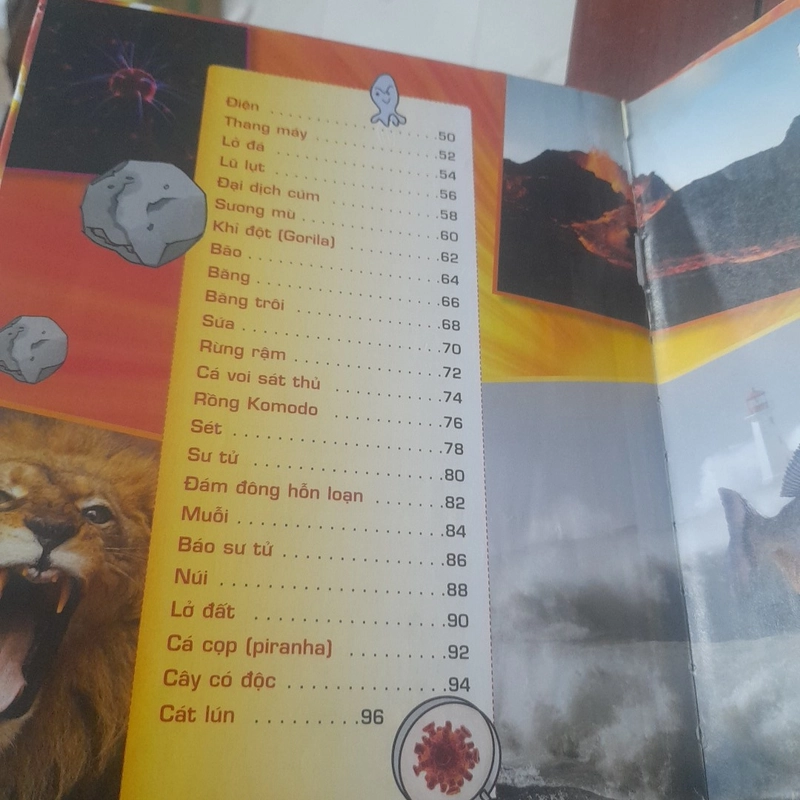 Điện . . . . . . . . . . . . . . . . . . . .50
Thang máy . . . . . . . . . . . . . . .52
Lở đá . . . . . . . . . . . . . . . . . . . .54
Lũ lụt . . . . . . . . . . . . . . . . . . . .56
Đại dịch cúm . . . . . . . . . . . . . .58
Sương mù . . . . . . . . . . . . . . . .60
Khỉ đột (Gorila) . . . . . . . . . . . .62
Bão . . . . . . . . . . . . . . . . . . . . .64
Băng . . . . . . . . . . . . . . . . . . . .66
Băng trôi . . . . . . . . . . . . . . . . .68
Sứa . . . . . . . . . . . . . . . . . . . . .70
Rừng rậm . . . . . . . . . . . . . . . .72
Cá voi sát thủ . . . . . . . . . . . . .74
Rồng Komodo . . . . . . . . . . . . .76
Sét . . . . . . . . . . . . . . . . . . . . .78
Sư tử . . . . . . . . . . . . . . . . . . .80
Đám đông hỗn loạn . . . . . . . .82
Muỗi . . . . . . . . . . . . . . . . . . . .84
Báo sư tử . . . . . . . . . . . . . . . .86
Núi . . . . . . . . . . . . . . . . . . . . .88
Lở đất . . . . . . . . . . . . . . . . . .90
Cá cọp (piranha) . . . . . . . . . .92
Cây có độc . . . . . . . . . . . . . . .94
Cát lún . . . . . . . . .96